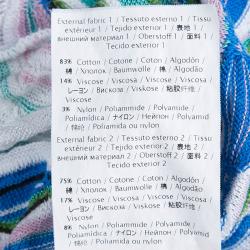 External fabric 1 / Tessuto esterno 1 / Tissu
extérieur 1 / Tejido exterior 1 / 表地 1 /
Внешний материал 1 / Oberstoff 1 / 面料 1 /
Tecido exterior 1
83% Cotton / Cotone / Coton / Algodón
/ 綿 / Хлопок / Baumwolle / 棉 / Algodão
14% Viscose / Viscosa / Viscose / Viscosa /
レーヨン / Вискоза / Viskose / 粘胶纤维 /
Viscose
3% Nylon / Poliammide / Polyamide /
Poliamídica / ナイロン / Нейлон / Polyamid
/ 锦纶 / Poliamida ou nylon
External fabric 2 / Tessuto esterno 2 / Tissu
extérieur 2 / Tejido exterior 2 / 表地 2 /
Внешний материал 2 / Oberstoff 2 / 面料 2 /
Tecido exterior 2
75% Cotton / Cotone / Coton / Algodón
/ 綿 / Хлопок / Baumwolle / 棉 / Algodão
17% Viscose / Viscosa / Viscose / Viscosa /
レーヨン / Вискоза / Viskose / 粘胶纤维 /
Viscose
8% Nylon / Poliammide / Polyamide /
Poliamídica / ナイロン / Нейлон / Polyamid
/ 锦纶 / Poliamida ou nylon